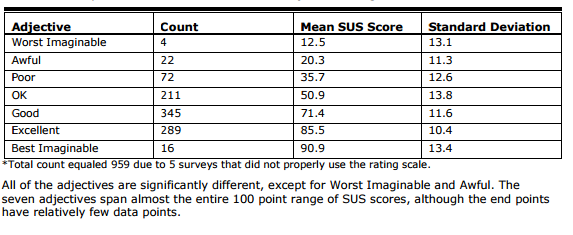 Adjective Count Mean SUS Score Standard Deviation
Worst Imaginable 4 12.5 13.1
Awful 22 20.3 11.3
Poor 72 35.7 12.6
OK 211 50.9 13.8
Good 345 71.4 11.6
Excellent 289 85.5 10.4
Best Imaginable 16 90.9 13.4
*Total count equaled 959 due to 5 surveys that did not properly use the rating scale.
All of the adjectives are significantly different, except for Worst Imaginable and Awful. The
seven adjectives span almost the entire 100 point range of SUS scores, although the end points
have relatively few data points.